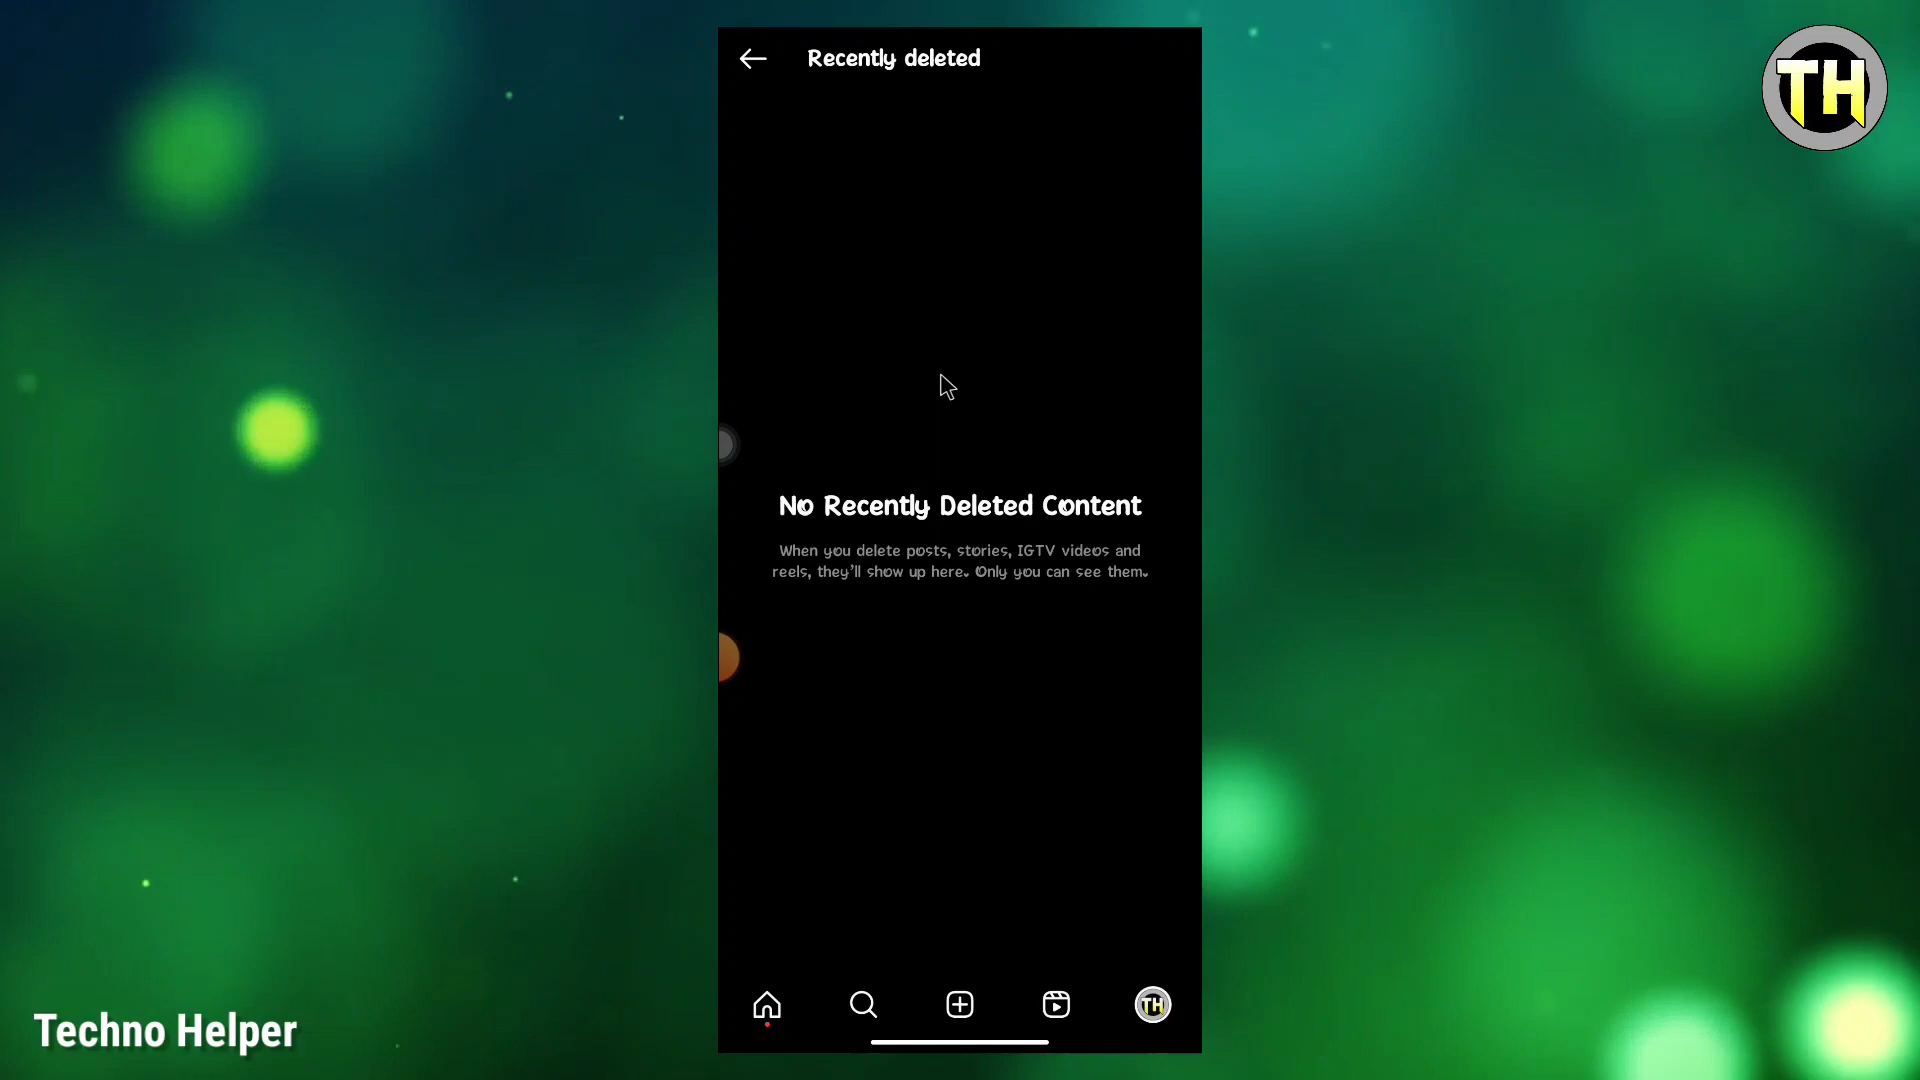 Recently deleted
TH
No Recently Deleted Content
When you delete posts, stories, IGTV videos and
reels, they'll show up here. Only you can see them.
TH
Techno Helper